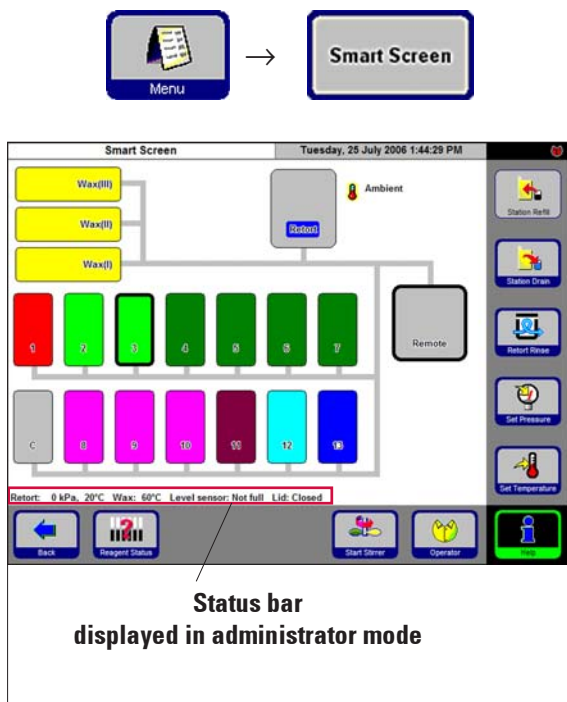 Menu
→
Smart Screen
Smart Screen
Tuesday, 25 July 2006 1:44:29 PM
Wax(III)
Wax(II)
Wax(I)
Retort
Ambient
Remote
1
2
3
4
5
6
7
C
8
9
10
11
12
13
Station Refill
Station Drain
Retort Rinse
Set Pressure
Set Temperature
Retort: 0 kPa, 20°C Wax: 60°C Level sensor: Not full Lid: Closed
Back
Reagent Status
Start Stirrer
Operator
Help
Status bar
displayed in administrator mode